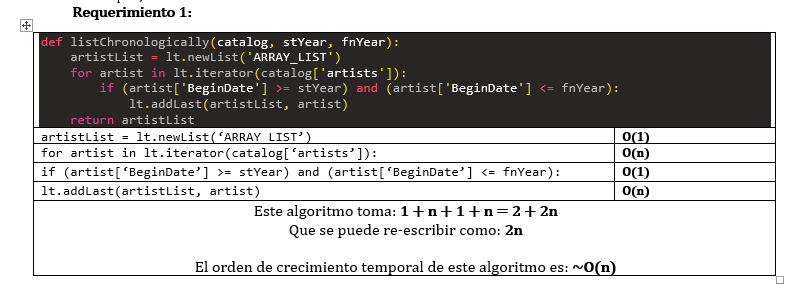 Requerimiento 1:
def listChronologically(catalog, stYear, fnYear):
    artistList = lt.newList('ARRAY_LIST')
    for artist in lt.iterator(catalog['artists']):
        if (artist['BeginDate'] >= stYear) and (artist['BeginDate'] <= fnYear):
            lt.addLast(artistList, artist)
    return artistList
artistList = lt.newList(‘ARRAY LIST’) O(1)
for artist in lt.iterator(catalog[‘artists’]): O(n)
if (artist[‘BeginDate’] >= stYear) and (artist[‘BeginDate’] <= fnYear): O(1)
lt.addLast(artistList, artist) O(n)
Este algoritmo toma: 1 + n + 1 + n = 2 + 2n
Que se puede re-escribir como: 2n
El orden de crecimiento temporal de este algoritmo es: ~O(n)